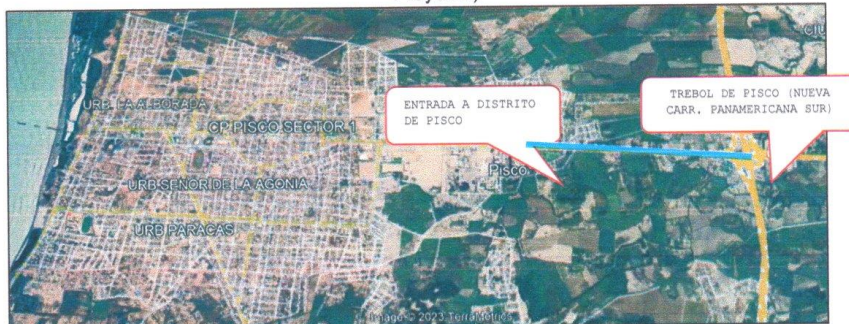 CIU
TREBOL DE PISCO (NUEVA
CARR. PANAMERICANA SUR)
ENTRADA A DISTRITO
DE PISCO
URB. LA ALBORADA
CP PISCO SECTOR 1
Pisco
URB SEÑOR DE LA AGONIA
URB PARACAS
Image © 2023 TerraMetrics